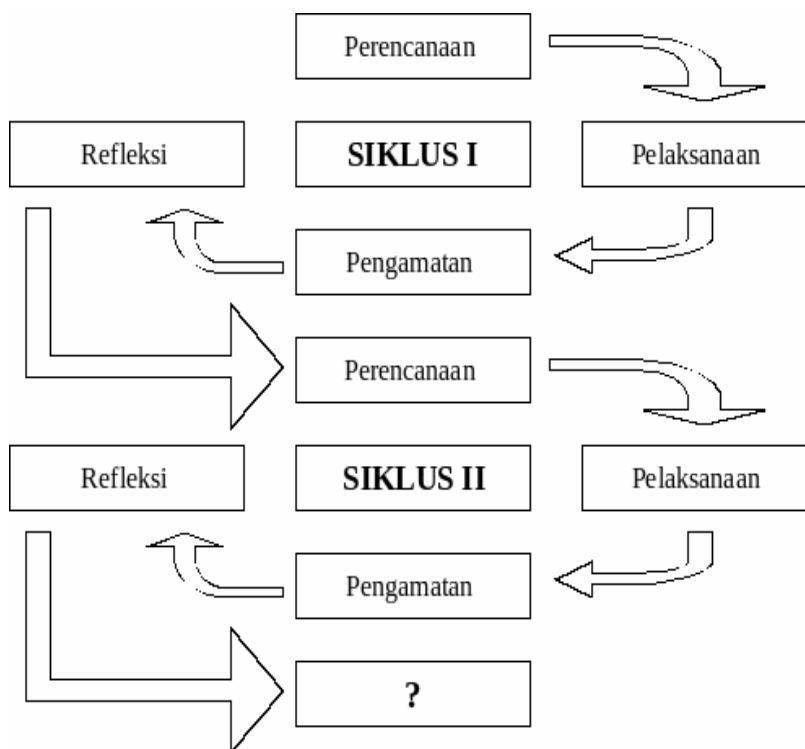 Perencanaan
Refleksi
SIKLUS I
Pelaksanaan
Pengamatan
Perencanaan
Refleksi
SIKLUS II
Pelaksanaan
Pengamatan
?